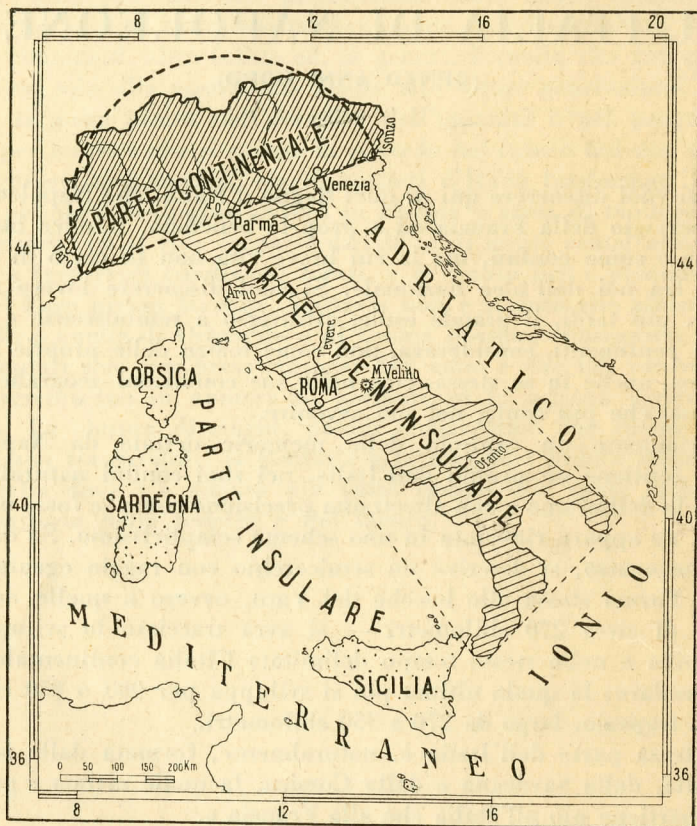 8
12
16
20
PARTE CONTINENTALE
Isonzo
Venezia
Po
Parma
Varo
44
44
ADRIATICO
PARTE PENINSULARE
Arno
Tevere
M.Velino
CORSICA
ROMA
PARTE INSULARE
Ofanto
SARDEGNA
40
40
IONIO
MEDITERRANEO
SICILIA
36
36
0 50 100 150 200Km
8
12
16